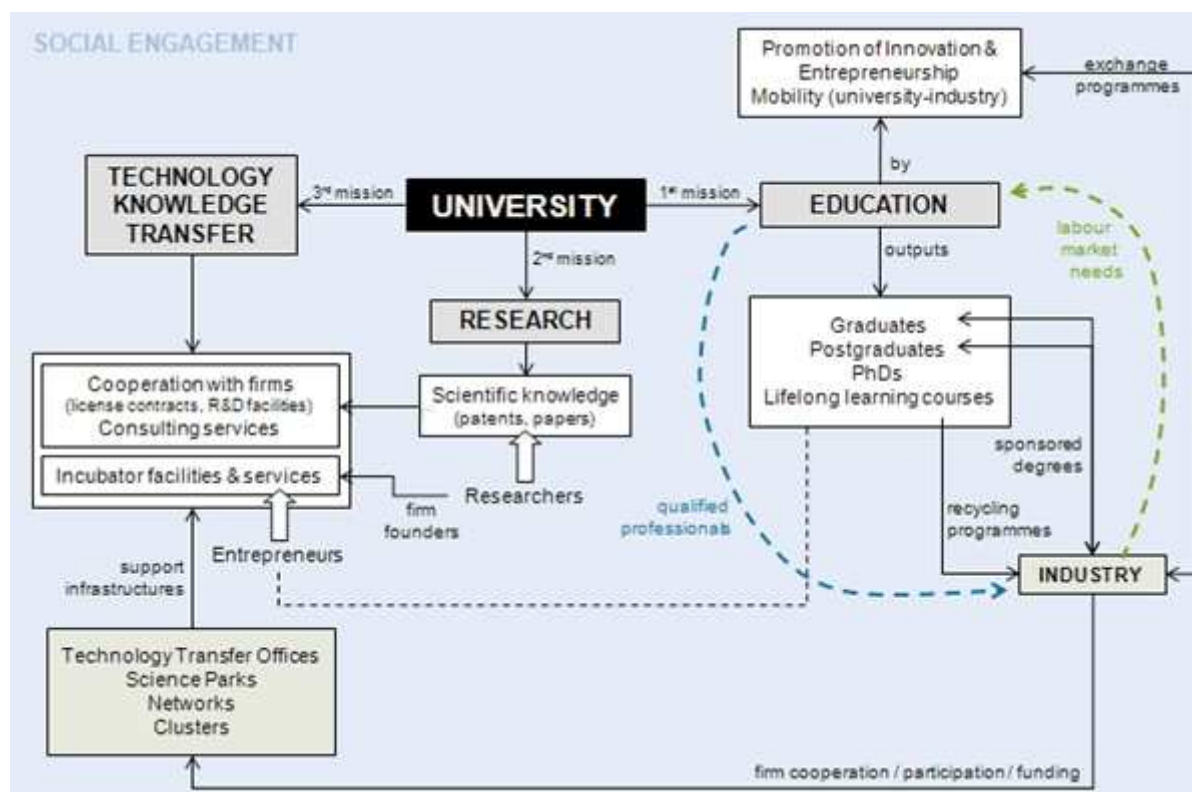 SOCIAL ENGAGEMENT
Promotion of Innovation &
Entrepreneurship
Mobility (university-industry)
exchange
programmes
by
TECHNOLOGY
KNOWLEDGE
TRANSFER
3rd mission
UNIVERSITY
1st mission
EDUCATION
labour
market
needs
2nd mission
outputs
RESEARCH
Graduates
Postgraduates
PhDs
Lifelong learning courses
Cooperation with firms
(license contracts, R&D facilities)
Consulting services
Scientific knowledge
(patents, papers)
Incubator facilities & services
Researchers
firm
founders
Entrepreneurs
qualified
professionals
sponsored
degrees
recycling
programmes
INDUSTRY
support
infrastructures
Technology Transfer Offices
Science Parks
Networks
Clusters
firm cooperation / participation / funding